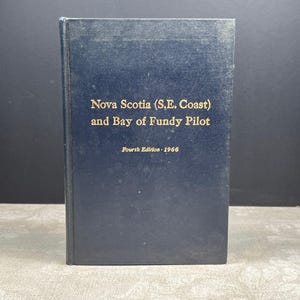 Nova Scotia (S.E. Coast)
and Bay of Fundy Pilot
Fourth Edition - 1966